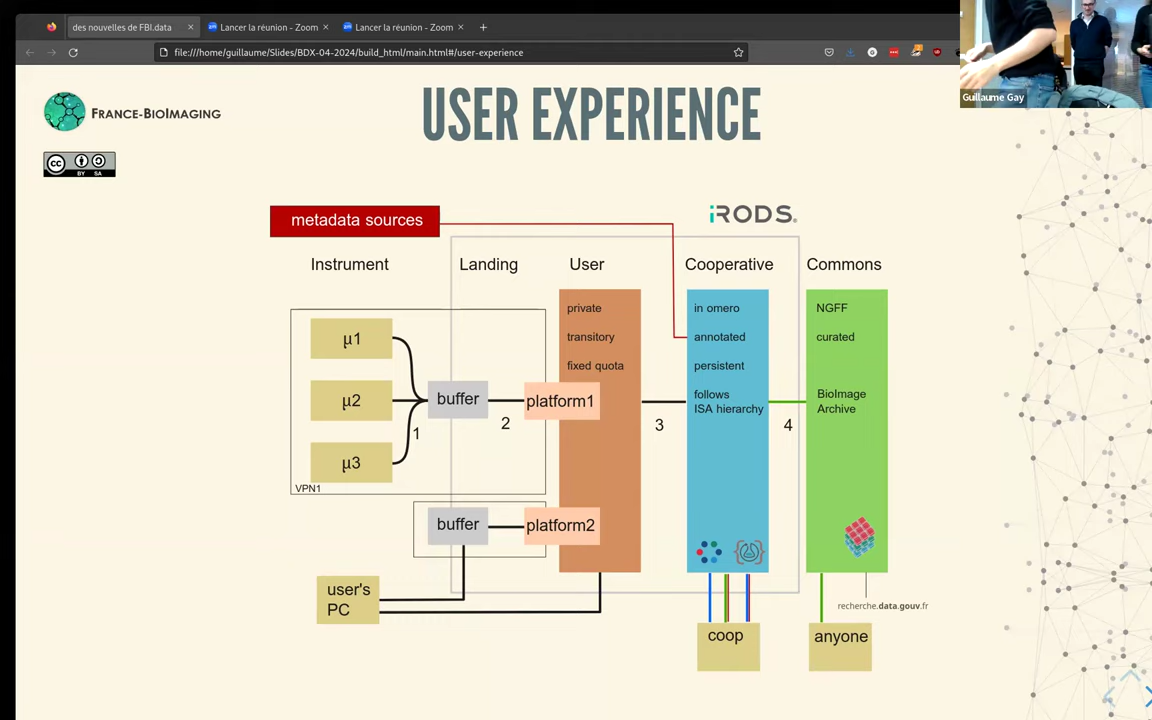 des nouvelles de FBI.data
Lancer la réunion - Zoom
Lancer la réunion - Zoom
file:///home/guillaume/Slides/BDX-04-2024/build_html/main.html#/user-experience
Guillaume Gay
FRANCE-BIOIMAGING
USER EXPERIENCE
cc
BY SA
metadata sources
iRODS
Instrument
Landing
User
Cooperative
Commons
private
transitory
fixed quota
in omero
annotated
persistent
follows
ISA hierarchy
NGFF
curated
BioImage
Archive
µ1
µ2
µ3
VPN1
buffer
platform1
1
2
3
4
buffer
platform2
user's
PC
recherche.data.gouv.fr
coop
anyone